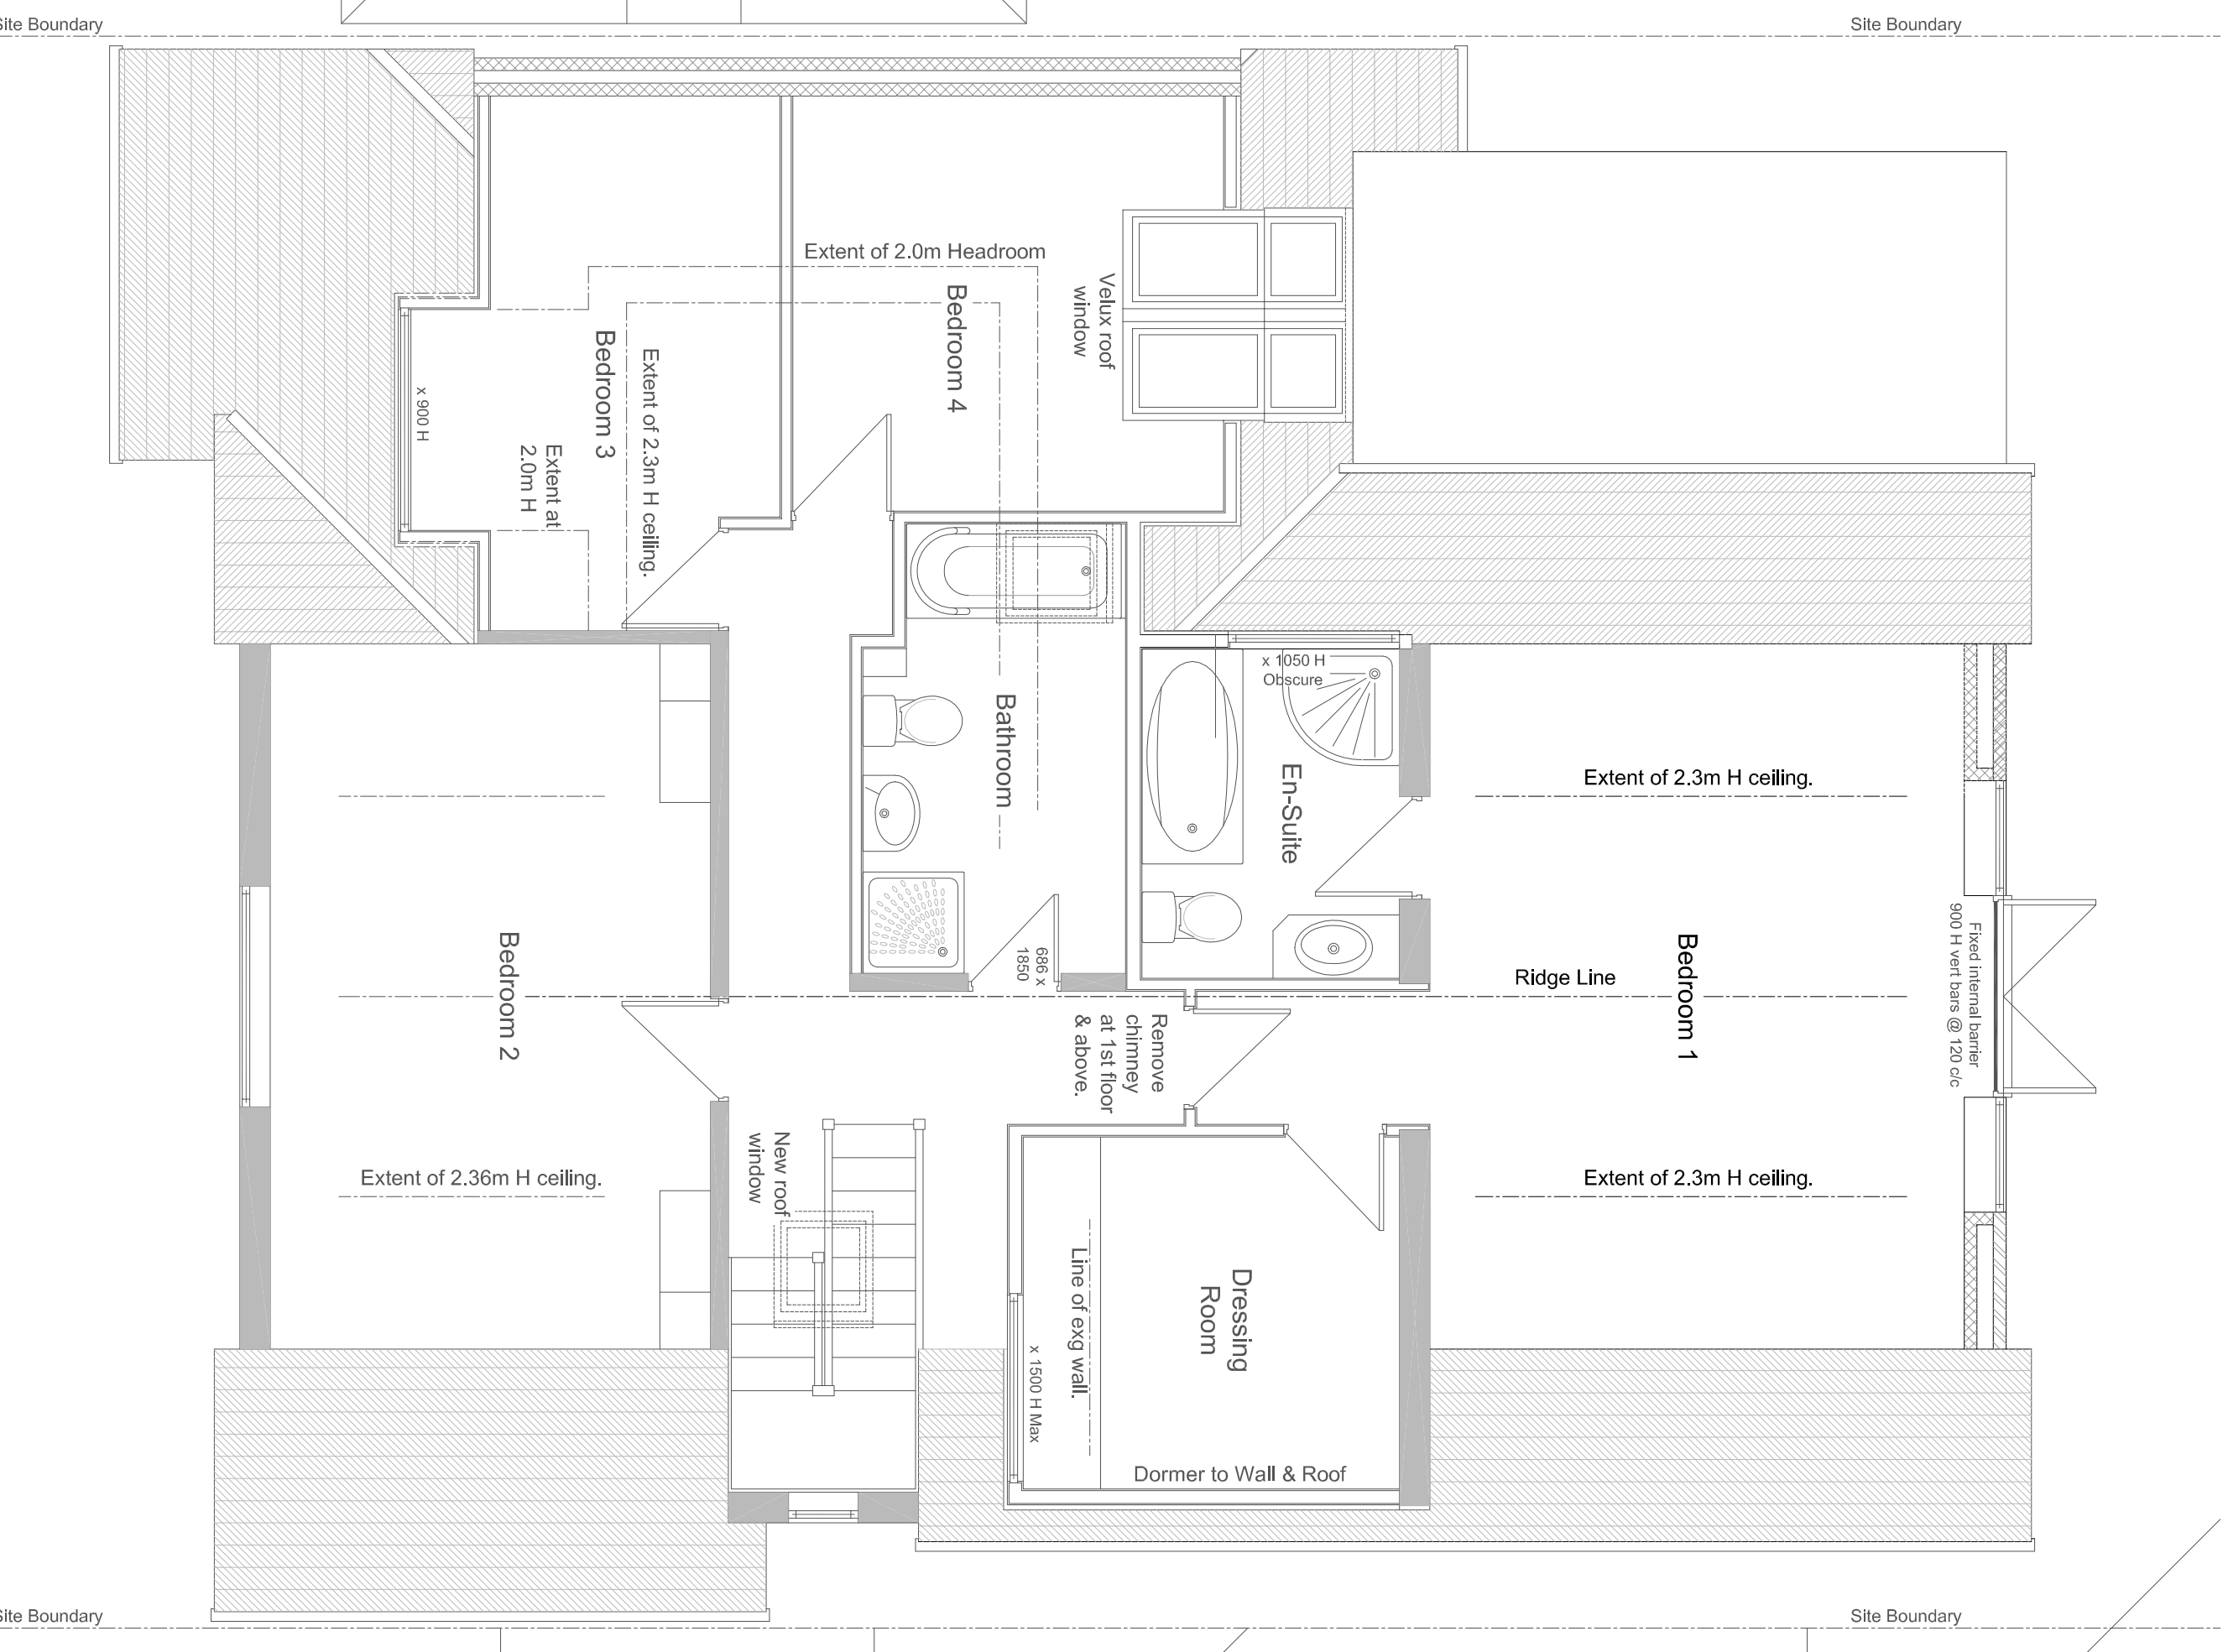 Site Boundary
Site Boundary
Extent of 2.0m Headroom
Velux roof
window
Bedroom 4
Bedroom 3
Extent of 2.3m H ceiling.
x 900 H
Extent at
2.0m H
x 1050 H
Obscure
En-Suite
Bathroom
686 x
1850
Extent of 2.3m H ceiling.
Bedroom 2
Bedroom 1
Ridge Line
Fixed internal barrier
900 H vert bars @ 120 c/c
Remove
chimney
at 1st floor
& above.
New roof
window
Extent of 2.36m H ceiling.
Extent of 2.3m H ceiling.
Line of exg wall.
Dressing
Room
x 1500 H Max
Dormer to Wall & Roof
Site Boundary
Site Boundary